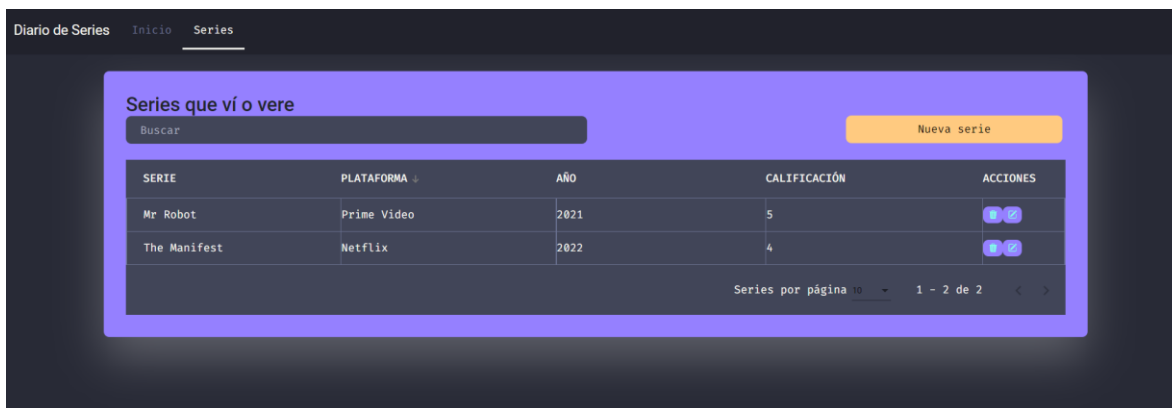 Diario de Series Inicio Series
Series que ví o vere
Buscar Nueva serie
SERIE PLATAFORMA ↓ AÑO CALIFICACIÓN ACCIONES
Mr Robot Prime Video 2021 5
The Manifest Netflix 2022 4
Series por página 10 1 - 2 de 2